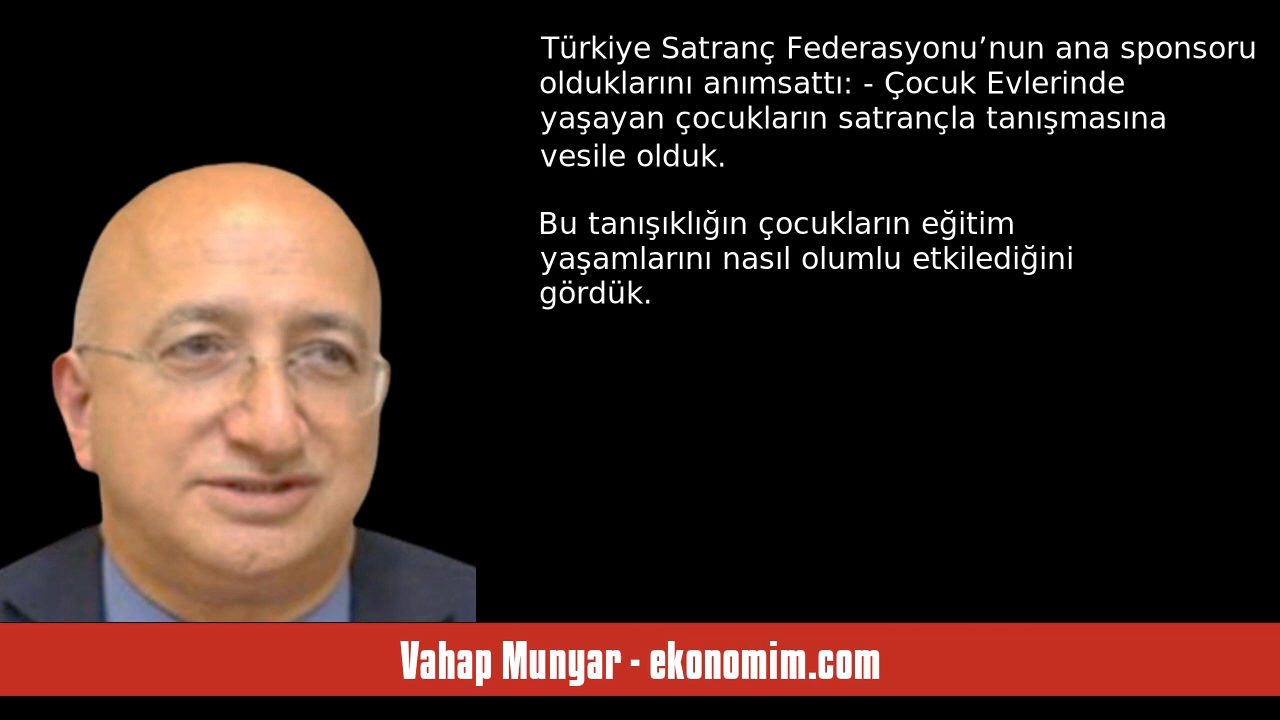 Türkiye Satranç Federasyonu’nun ana sponsoru
olduklarını anımsattı: - Çocuk Evlerinde
yaşayan çocukların satrançla tanışmasına
vesile olduk.
Bu tanışıklığın çocukların eğitim
yaşamlarını nasıl olumlu etkilediğini
gördük.
Vahap Munyar - ekonomim.com